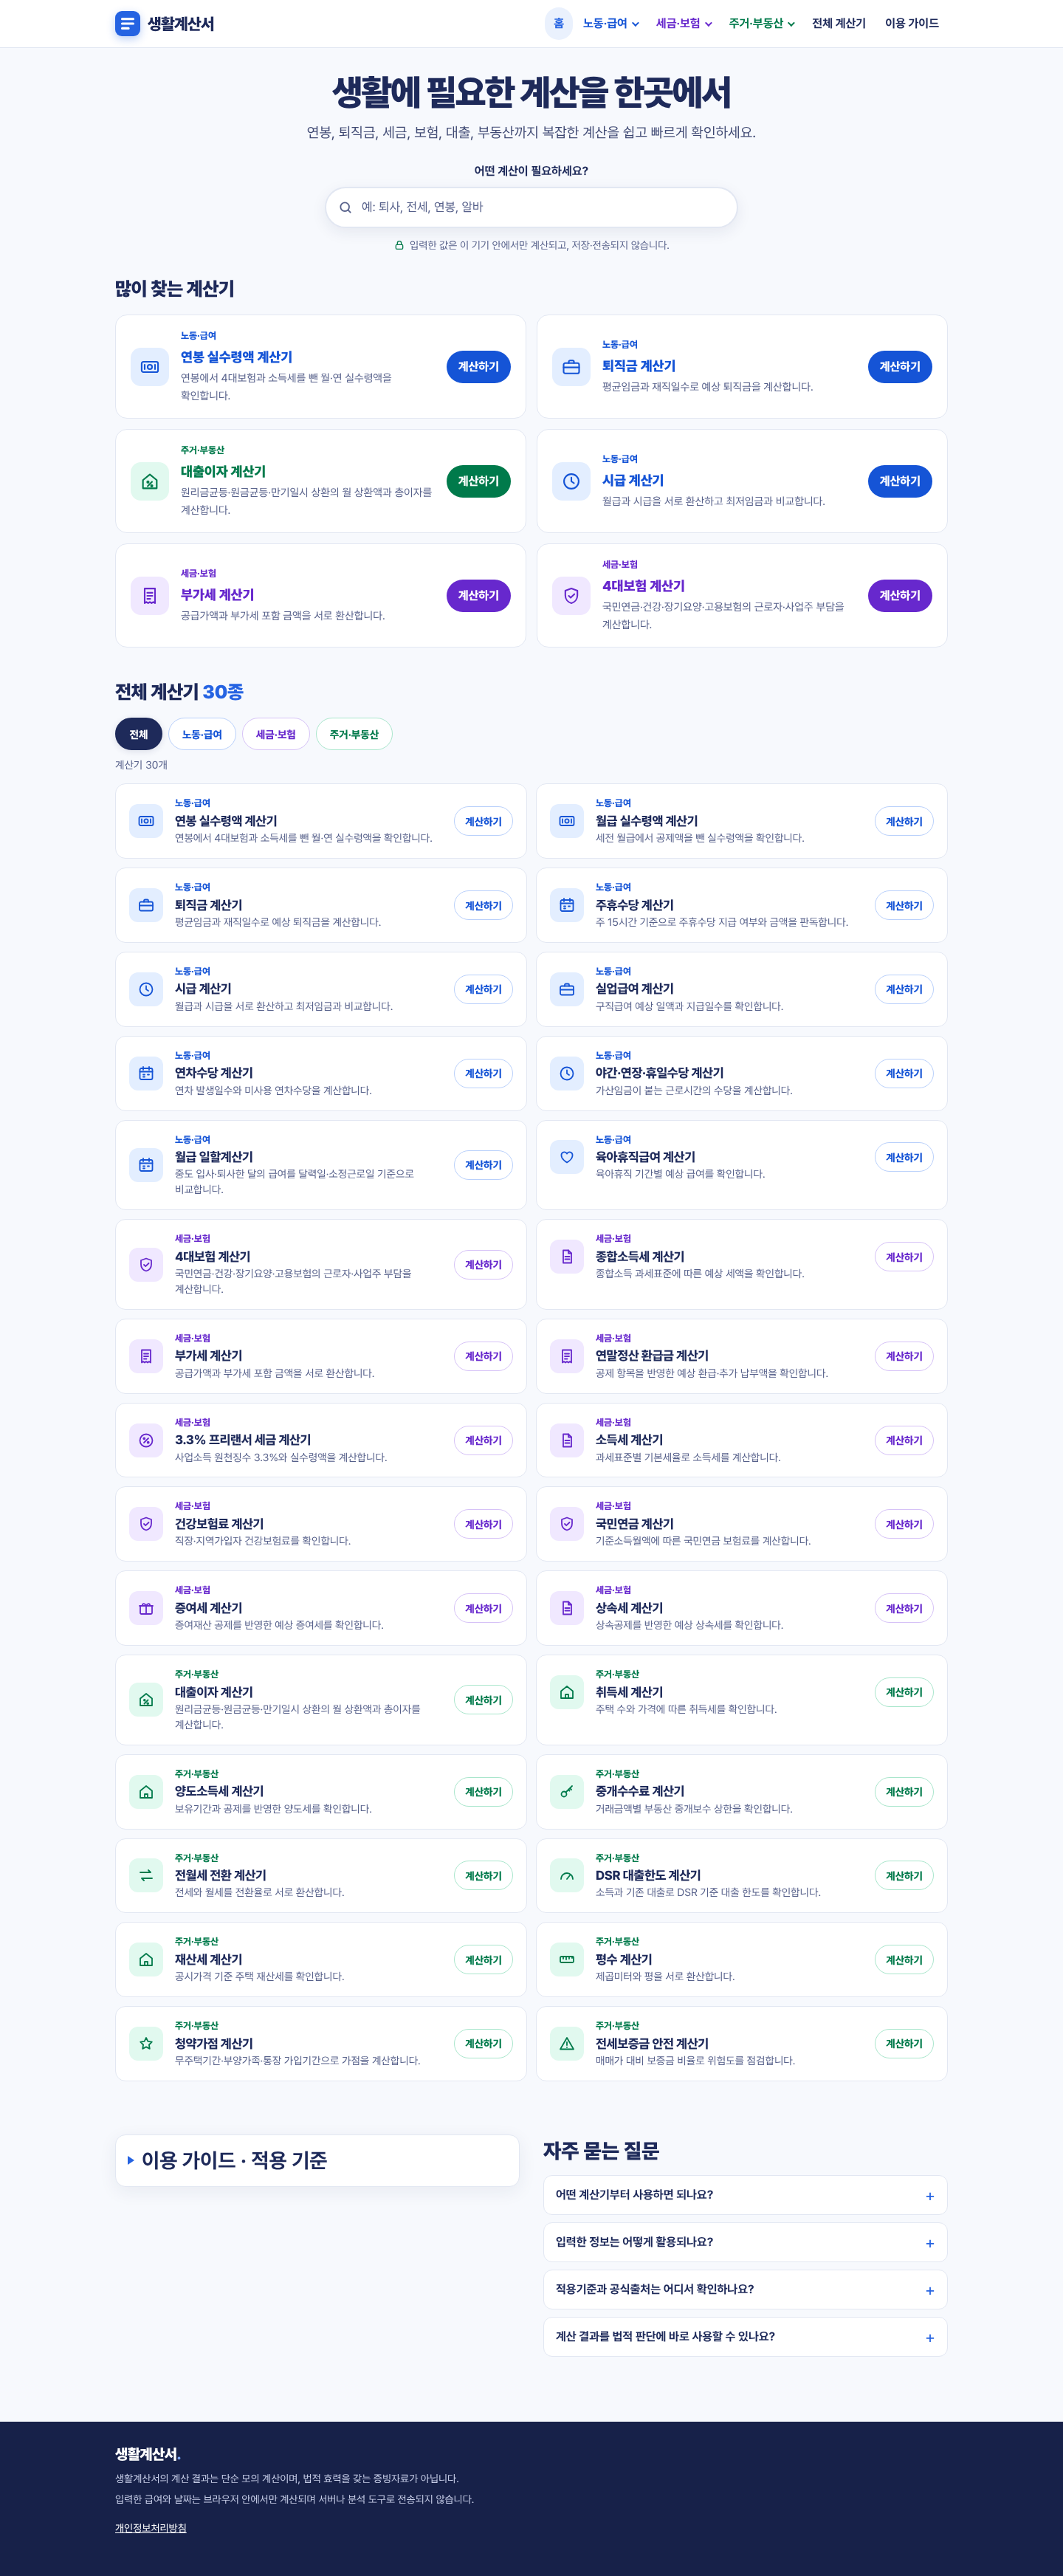 생활계산서
홈
노동·급여
세금·보험
주거·부동산
전체 계산기
이용 가이드
생활에 필요한 계산을 한곳에서
연봉, 퇴직금, 세금, 보험, 대출, 부동산까지 복잡한 계산을 쉽고 빠르게 확인하세요.
어떤 계산이 필요하세요?
예: 퇴사, 전세, 연봉, 알바
입력한 값은 이 기기 안에서만 계산되고, 저장·전송되지 않습니다.
많이 찾는 계산기
노동·급여
연봉 실수령액 계산기
연봉에서 4대보험과 소득세를 뺀 월·연 실수령액을
확인합니다.
계산하기
노동·급여
퇴직금 계산기
평균임금과 재직일수로 예상 퇴직금을 계산합니다.
계산하기
주거·부동산
대출이자 계산기
원리금균등·원금균등·만기일시 상환의 월 상환액과 총이자를
계산합니다.
계산하기
노동·급여
시급 계산기
월급과 시급을 서로 환산하고 최저임금과 비교합니다.
계산하기
세금·보험
부가세 계산기
공급가액과 부가세 포함 금액을 서로 환산합니다.
계산하기
세금·보험
4대보험 계산기
국민연금·건강·장기요양·고용보험의 근로자·사업주 부담을
계산합니다.
계산하기
전체 계산기 30종
전체
노동·급여
세금·보험
주거·부동산
계산기 30개
노동·급여
연봉 실수령액 계산기
연봉에서 4대보험과 소득세를 뺀 월·연 실수령액을 확인합니다.
계산하기
노동·급여
월급 실수령액 계산기
세전 월급에서 공제액을 뺀 실수령액을 확인합니다.
계산하기
노동·급여
퇴직금 계산기
평균임금과 재직일수로 예상 퇴직금을 계산합니다.
계산하기
노동·급여
주휴수당 계산기
주 15시간 기준으로 주휴수당 지급 여부와 금액을 판독합니다.
계산하기
노동·급여
시급 계산기
월급과 시급을 서로 환산하고 최저임금과 비교합니다.
계산하기
노동·급여
실업급여 계산기
구직급여 예상 일액과 지급일수를 확인합니다.
계산하기
노동·급여
연차수당 계산기
연차 발생일수와 미사용 연차수당을 계산합니다.
계산하기
노동·급여
야간·연장·휴일수당 계산기
가산임금이 붙는 근로시간의 수당을 계산합니다.
계산하기
노동·급여
월급 일할계산기
중도 입사·퇴사한 달의 급여를 달력일·소정근로일 기준으로
비교합니다.
계산하기
노동·급여
육아휴직급여 계산기
육아휴직 기간별 예상 급여를 확인합니다.
계산하기
세금·보험
4대보험 계산기
국민연금·건강·장기요양·고용보험의 근로자·사업주 부담을
계산합니다.
계산하기
세금·보험
종합소득세 계산기
종합소득 과세표준에 따른 예상 세액을 확인합니다.
계산하기
세금·보험
부가세 계산기
공급가액과 부가세 포함 금액을 서로 환산합니다.
계산하기
세금·보험
연말정산 환급금 계산기
공제 항목을 반영한 예상 환급·추가 납부액을 확인합니다.
계산하기
세금·보험
3.3% 프리랜서 세금 계산기
사업소득 원천징수 3.3%와 실수령액을 계산합니다.
계산하기
세금·보험
소득세 계산기
과세표준별 기본세율로 소득세를 계산합니다.
계산하기
세금·보험
건강보험료 계산기
직장·지역가입자 건강보험료를 확인합니다.
계산하기
세금·보험
국민연금 계산기
기준소득월액에 따른 국민연금 보험료를 계산합니다.
계산하기
세금·보험
증여세 계산기
증여재산 공제를 반영한 예상 증여세를 확인합니다.
계산하기
세금·보험
상속세 계산기
상속공제를 반영한 예상 상속세를 확인합니다.
계산하기
주거·부동산
대출이자 계산기
원리금균등·원금균등·만기일시 상환의 월 상환액과 총이자를
계산합니다.
계산하기
주거·부동산
취득세 계산기
주택 수와 가격에 따른 취득세를 확인합니다.
계산하기
주거·부동산
양도소득세 계산기
보유기간과 공제를 반영한 양도세를 확인합니다.
계산하기
주거·부동산
중개수수료 계산기
거래금액별 부동산 중개보수 상한을 확인합니다.
계산하기
주거·부동산
전월세 전환 계산기
전세와 월세를 전환율로 서로 환산합니다.
계산하기
주거·부동산
DSR 대출한도 계산기
소득과 기존 대출로 DSR 기준 대출 한도를 확인합니다.
계산하기
주거·부동산
재산세 계산기
공시가격 기준 주택 재산세를 확인합니다.
계산하기
주거·부동산
평수 계산기
제곱미터와 평을 서로 환산합니다.
계산하기
주거·부동산
청약가점 계산기
무주택기간·부양가족·통장 가입기간으로 가점을 계산합니다.
계산하기
주거·부동산
전세보증금 안전 계산기
매매가 대비 보증금 비율로 위험도를 점검합니다.
계산하기
이용 가이드 · 적용 기준
자주 묻는 질문
어떤 계산기부터 사용하면 되나요?
+
입력한 정보는 어떻게 활용되나요?
+
적용기준과 공식출처는 어디서 확인하나요?
+
계산 결과를 법적 판단에 바로 사용할 수 있나요?
+
생활계산서.
생활계산서의 계산 결과는 단순 모의 계산이며, 법적 효력을 갖는 증빙자료가 아닙니다.
입력한 급여와 날짜는 브라우저 안에서만 계산되며 서버나 분석 도구로 전송되지 않습니다.
개인정보처리방침